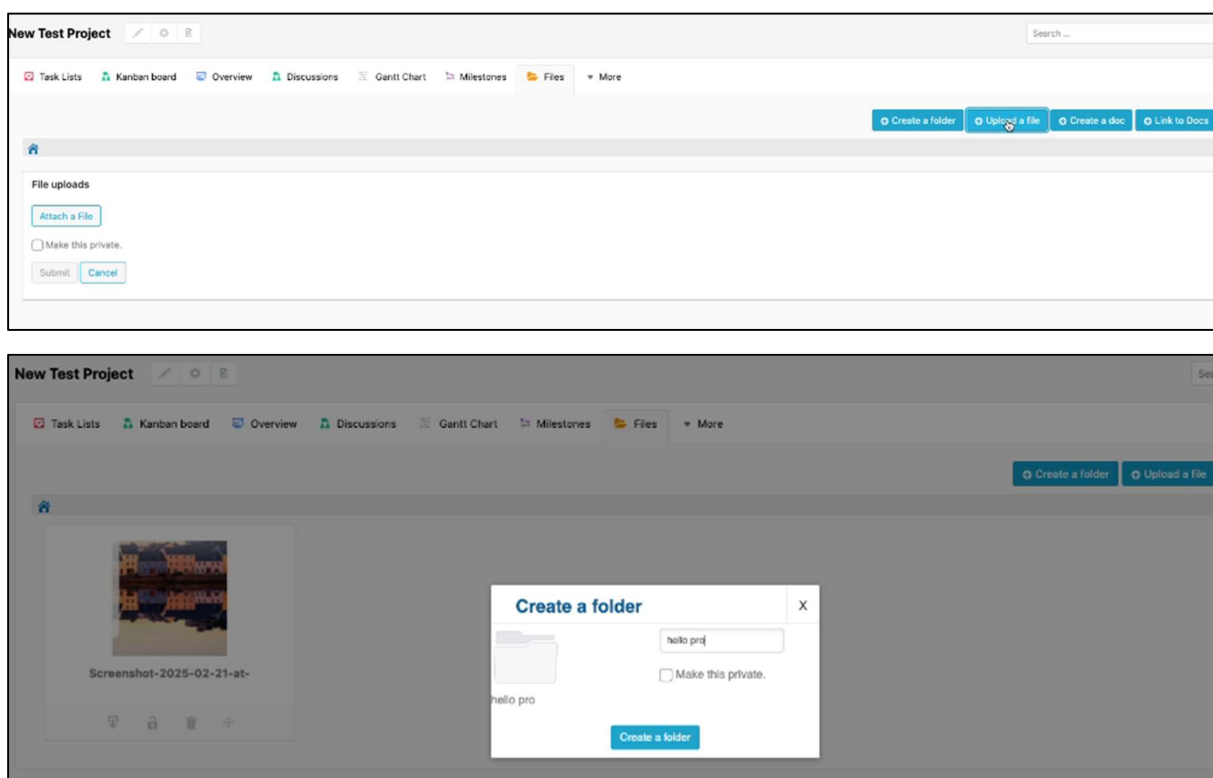 New Test Project
Search ...
Task Lists Kanban board Overview Discussions Gantt Chart Milestones Files More
Create a folder Upload a file Create a doc Link to Docs
File uploads
Attach a File
Make this private.
Submit Cancel
New Test Project
Sea
Task Lists Kanban board Overview Discussions Gantt Chart Milestones Files More
Create a folder Upload a file
Create a folder X
hello pro
Screenshot-2025-02-21-at-
Make this private.
hello pro
Create a folder